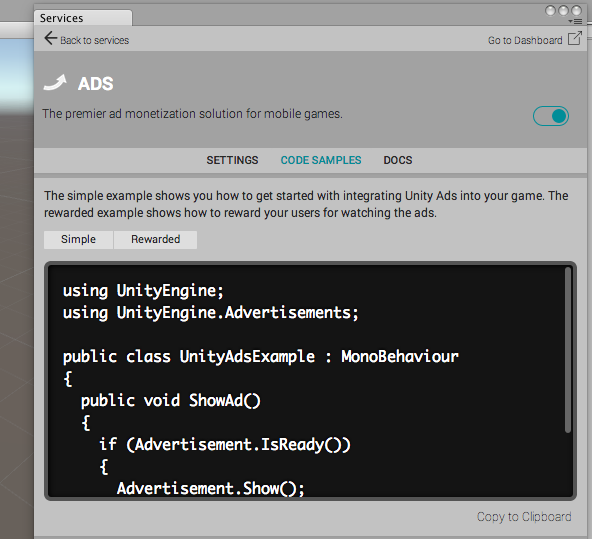 Services
Back to services
Go to Dashboard
ADS
The premier ad monetization solution for mobile games.
SETTINGS CODE SAMPLES DOCS
The simple example shows you how to get started with integrating Unity Ads into your game. The
rewarded example shows how to reward your users for watching the ads.
Simple Rewarded
using UnityEngine;
using UnityEngine.Advertisements;
public class UnityAdsExample : MonoBehaviour
{
public void ShowAd()
{
if (Advertisement.IsReady())
{
Advertisement.Show();
Copy to Clipboard